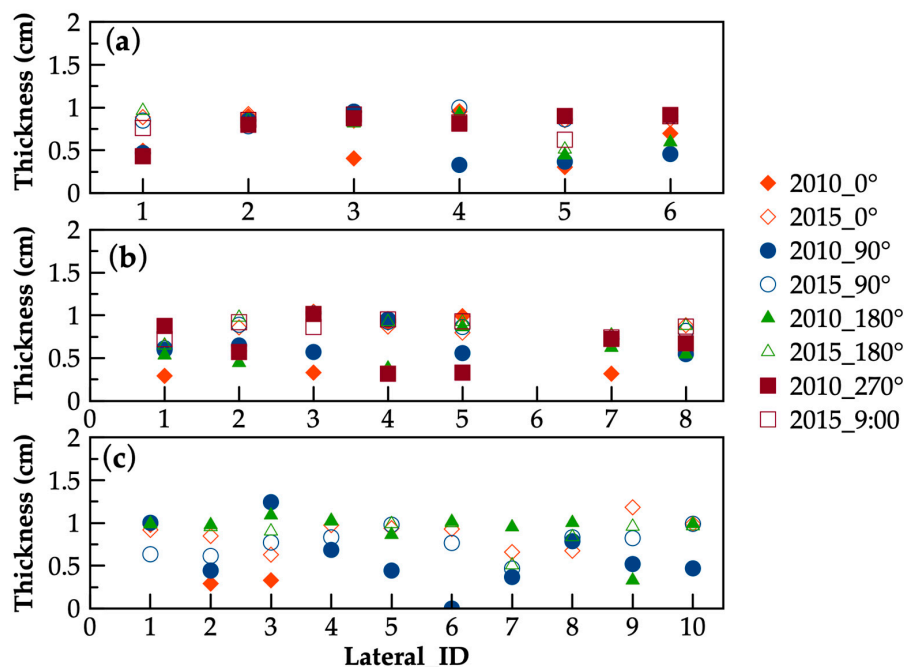 (a)
Thickness (cm)
2
1.5
1
0.5
0
1 2 3 4 5 6
(b)
Thickness (cm)
2
1.5
1
0.5
0
0 1 2 3 4 5 6 7 8
(c)
Thickness (cm)
2
1.5
1
0.5
0
0 1 2 3 4 5 6 7 8 9 10
Lateral ID
2010_0°
2015_0°
2010_90°
2015_90°
2010_180°
2015_180°
2010_270°
2015_9:00